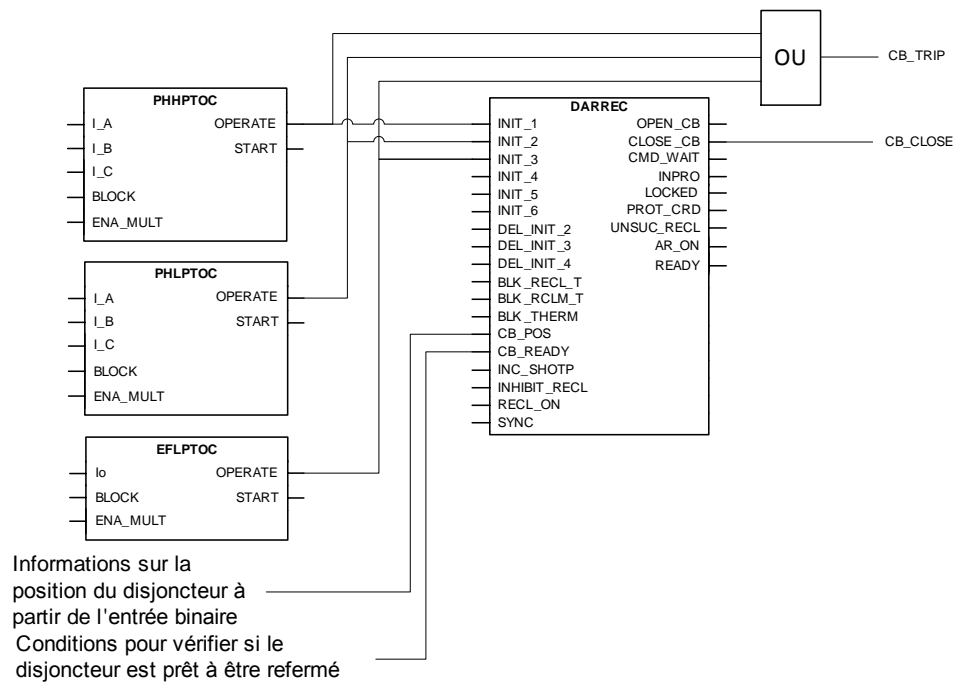 OU
CB_TRIP
PHHPTOC
I_A OPERATE
I_B START
I_C
BLOCK
ENA_MULT
DARREC
INIT_1 OPEN_CB
INIT_2 CLOSE_CB
INIT_3 CMD_WAIT
INIT_4 INPRO
INIT_5 LOCKED
INIT_6 PROT_CRD
DEL_INIT_2 UNSUC_RECL
DEL_INIT_3 AR_ON
DEL_INIT_4 READY
BLK_RECL_T
BLK_RCLM_T
BLK_THERM
CB_POS
CB_READY
INC_SHOTP
INHIBIT_RECL
RECL_ON
SYNC
CB_CLOSE
PHLPTOC
I_A OPERATE
I_B START
I_C
BLOCK
ENA_MULT
EFLPTOC
Io OPERATE
BLOCK START
ENA_MULT
Informations sur la
position du disjoncteur à
partir de l'entrée binaire
Conditions pour vérifier si le
disjoncteur est prêt à être refermé